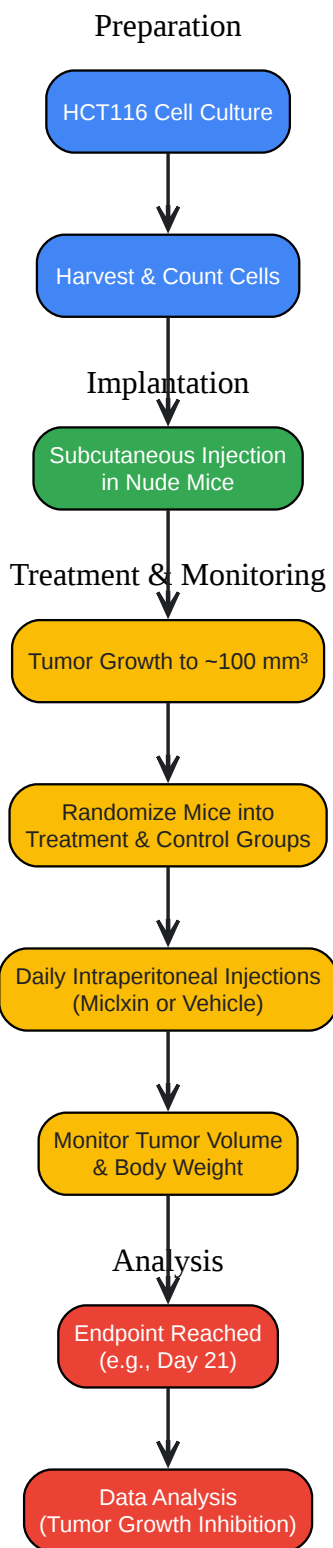 Preparation
HCT116 Cell Culture
Harvest & Count Cells
Implantation
Subcutaneous Injection
in Nude Mice
Treatment & Monitoring
Tumor Growth to ~100 mm³
Randomize Mice into
Treatment & Control Groups
Daily Intraperitoneal Injections
(Miclxin or Vehicle)
Monitor Tumor Volume
& Body Weight
Analysis
Endpoint Reached
(e.g., Day 21)
Data Analysis
(Tumor Growth Inhibition)